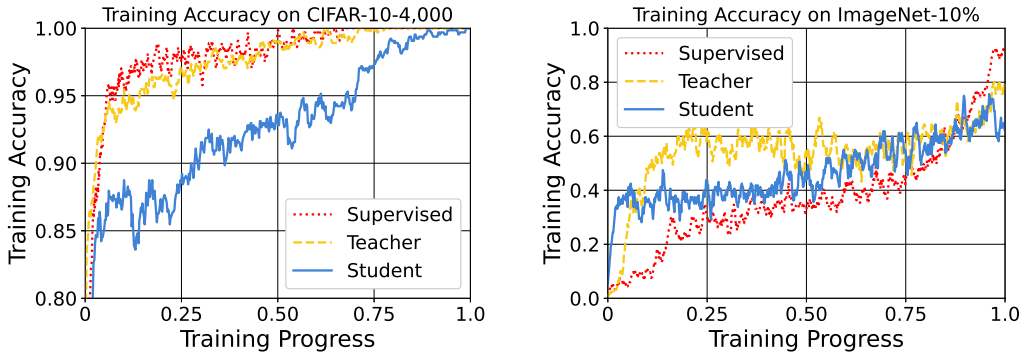 Training Accuracy on CIFAR-10-4,000
Training Accuracy
1.00
0.95
0.90
0.85
0.80
Supervised
Teacher
Student
0
0.25
0.50
0.75
1.0
Training Progress
Training Accuracy on ImageNet-10%
Training Accuracy
1.0
0.8
0.6
0.4
0.2
0.0
Supervised
Teacher
Student
0
0.25
0.50
0.75
1.0
Training Progress